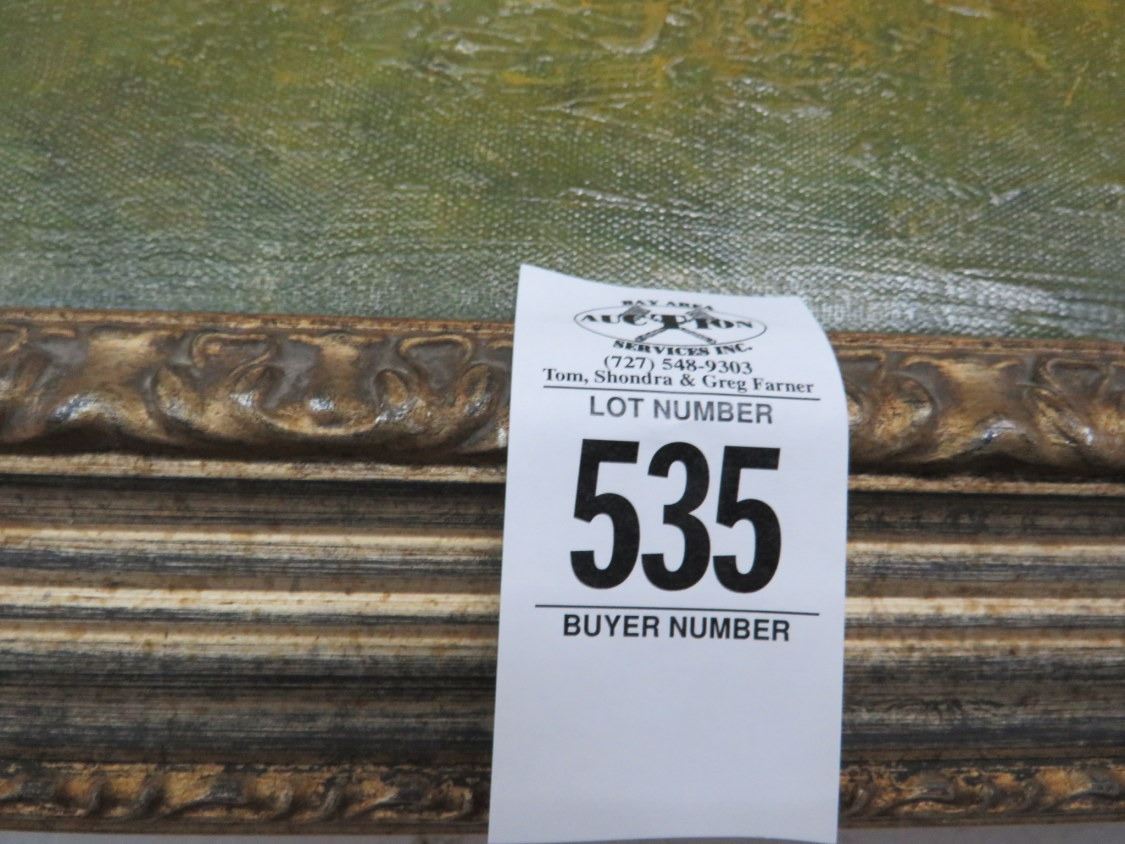 BAY AREA
AUCTION
SERVICES INC.
(727) 548-9303
Tom, Shondra & Greg Farner
LOT NUMBER
535
BUYER NUMBER